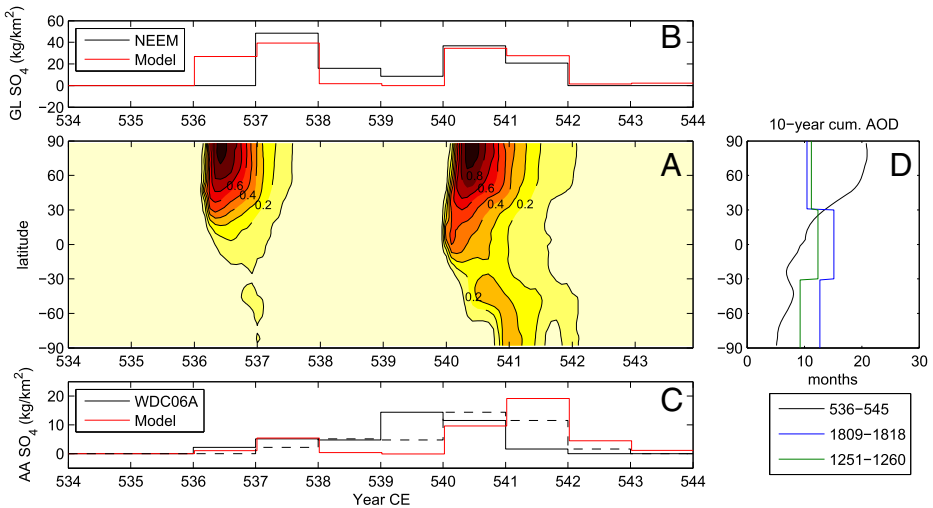 B
GL SO4 (kg/km2)
60
40
20
0
−20
NEEM
Model
534 535 536 537 538 539 540 541 542 543 544
A
latitude
90
60
30
0
−30
−60
−90
0.6
0.4
0.2
0.8
0.6
0.4
0.2
0.2
534 535 536 537 538 539 540 541 542 543
10−year cum. AOD
D
90
60
30
0
−30
−60
−90
0 10 20 30
months
C
AA SO4 (kg/km2)
20
10
0
WDC06A
Model
534 535 536 537 538 539 540 541 542 543 544
Year CE
536−545
1809−1818
1251−1260